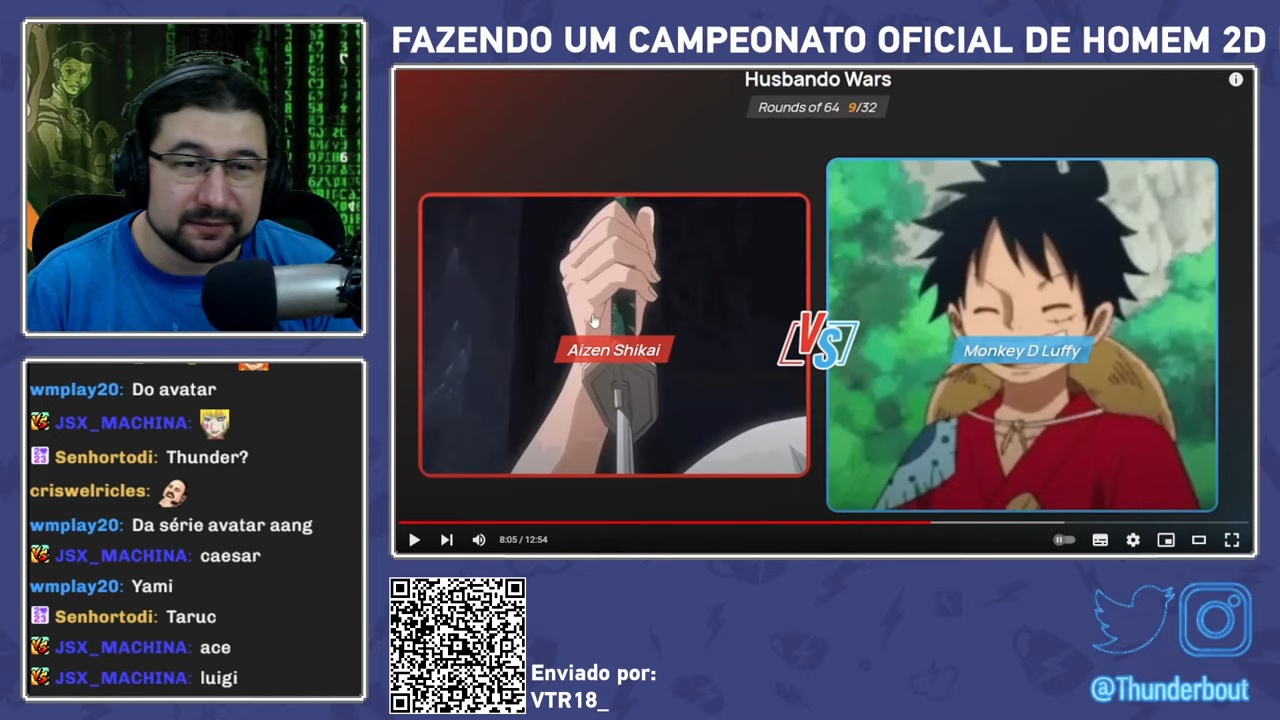 FAZENDO UM CAMPEONATO OFICIAL DE HOMEM 2D
Husbando Wars
Rounds of 64 9/32
Aizen Shikai
VS
Monkey D Luffy
8:05 / 12:54
wmplay20: Do avatar
JSX_MACHINA:
Senhortodi: Thunder?
criswelricles:
wmplay20: Da série avatar aang
JSX_MACHINA: caesar
wmplay20: Yami
Senhortodi: Taruc
JSX_MACHINA: ace
JSX_MACHINA: luigi
Enviado por:
VTR18_
@Thunderbout